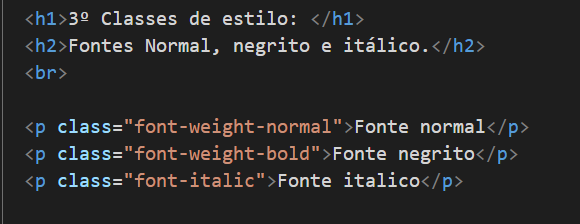 <h1>3º Classes de estilo: </h1>
<h2>Fontes Normal, negrito e itálico.</h2>
<br>
<p class="font-weight-normal">Fonte normal</p>
<p class="font-weight-bold">Fonte negrito</p>
<p class="font-italic">Fonte italico</p>